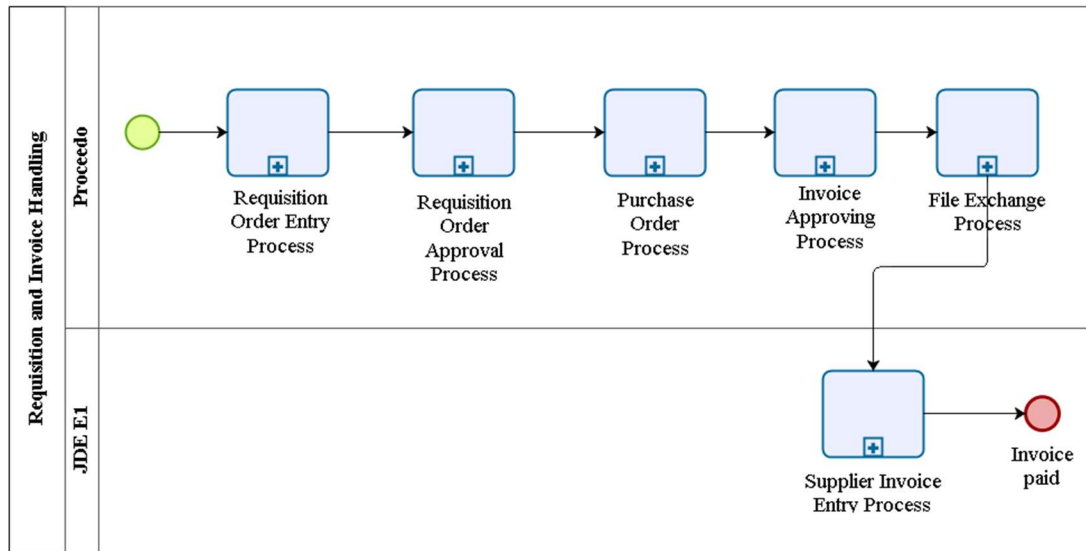 Requisition and Invoice Handling
Proceedo
Requisition
Order Entry
Process
Requisition
Order
Approval
Process
Purchase
Order
Process
Invoice
Approving
Process
File Exchange
Process
JDE E1
Supplier Invoice
Entry Process
Invoice
paid